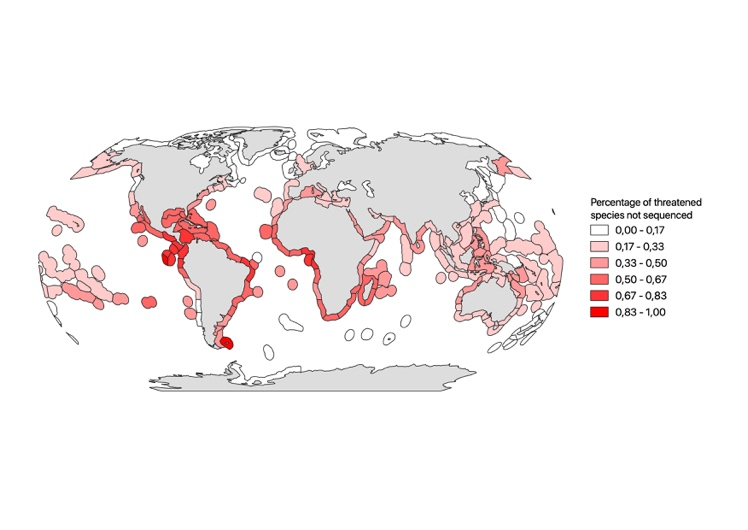 Percentage of threatened
species not sequenced
0,00 - 0,17
0,17 - 0,33
0,33 - 0,50
0,50 - 0,67
0,67 - 0,83
0,83 - 1,00